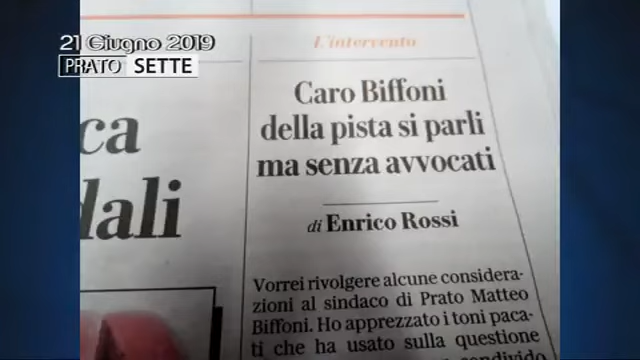 21 Giugno 2019
PRATO SETTE
L'intervento
ca
dali
Caro Biffoni
della pista si parli
ma senza avvocati
di Enrico Rossi
Vorrei rivolgere alcune considera-
zioni al sindaco di Prato Matteo
Biffoni. Ho apprezzato i toni paca-
ti che ha usato sulla questione
condiviso